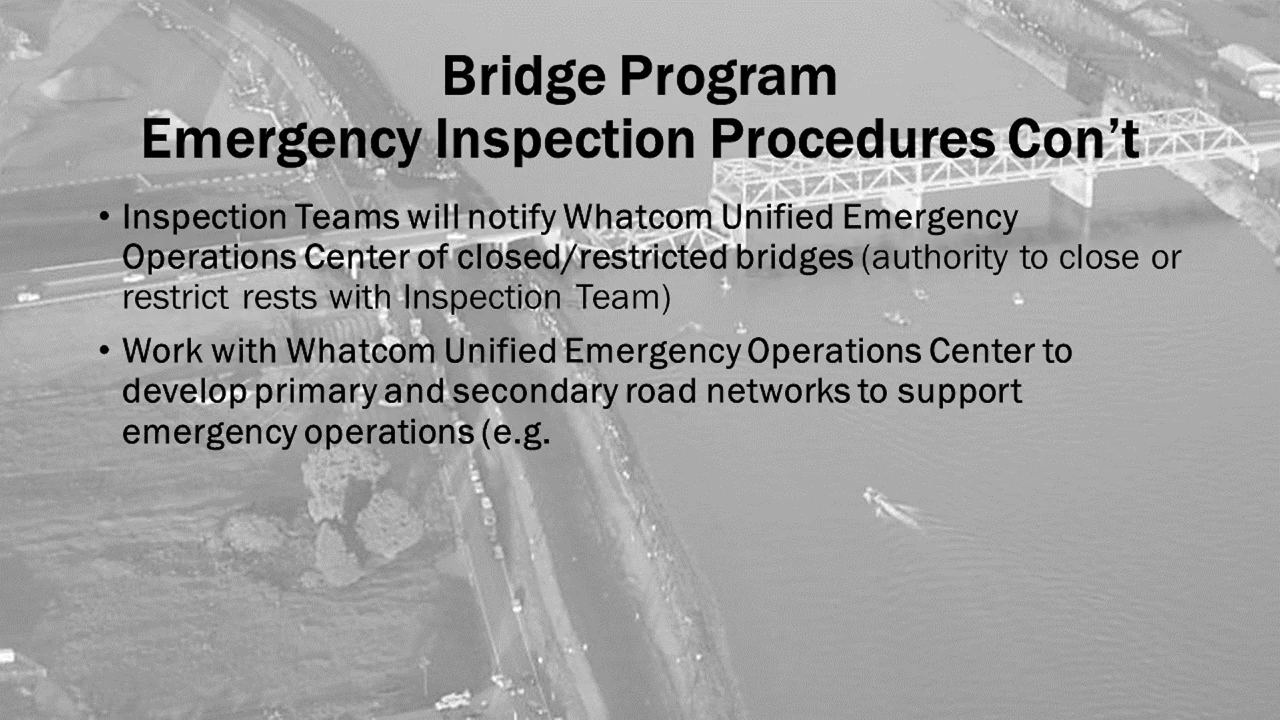 Bridge Program
Emergency Inspection Procedures Con’t
• Inspection Teams will notify Whatcom Unified Emergency
Operations Center of closed/restricted bridges (authority to close or
restrict rests with Inspection Team)
• Work with Whatcom Unified Emergency Operations Center to
develop primary and secondary road networks to support
emergency operations (e.g.